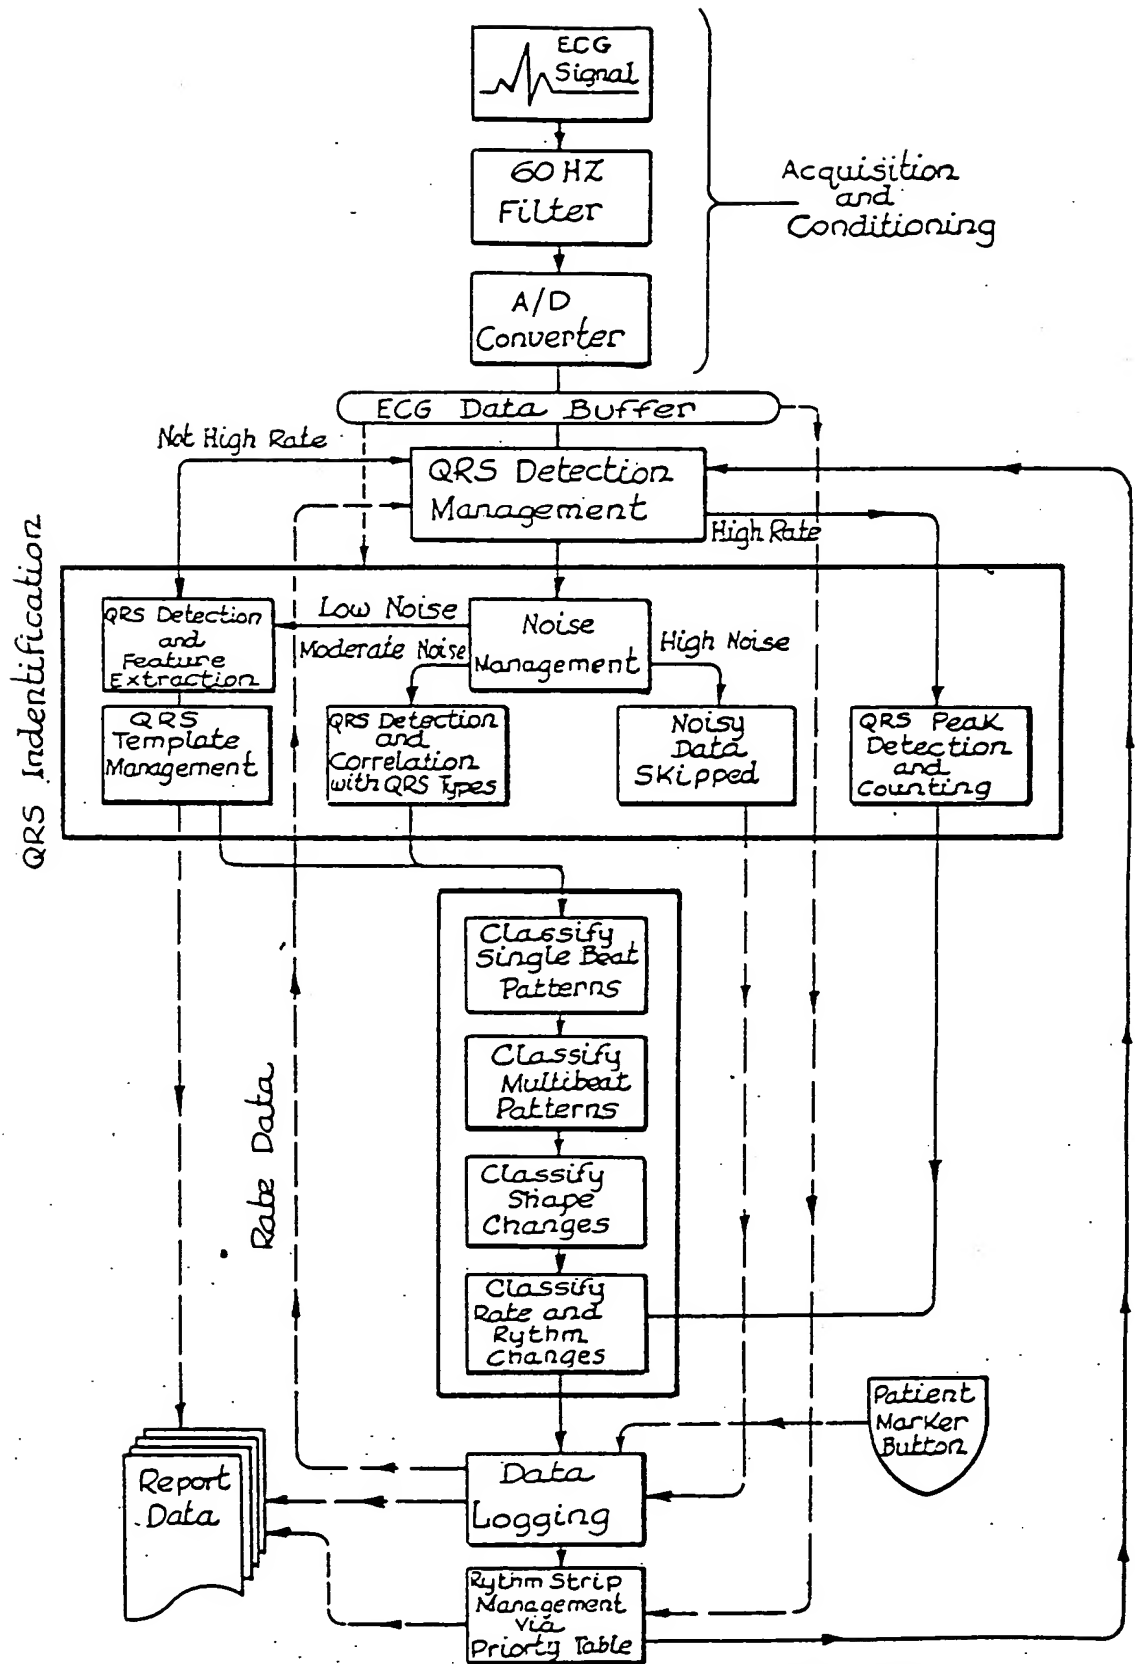 ECG
Signal
60 HZ
Filter
A/D
Converter
Acquisition
and
Conditioning
ECG Data Buffer
Not High Rate
QRS Detection
Management
High Rate
QRS Indentification
QRS Detection
and
Feature
Extraction
Low Noise
Moderate Noise
Noise
Management
High Noise
QRS
Template
Management
QRS Detection
and
Correlation
with QRS Types
Noisy
Data
Skipped
QRS Peak
Detection
and
Counting
Classify
Single Beat
Patterns
Classify
Multibeat
Patterns
Rate Data
Classify
Shape
Changes
Classify
Rate and
Rythm
Changes
Patient
Marker
Button
Report
Data
Data
Logging
Rythm Strip
Management
via
Priorty Table